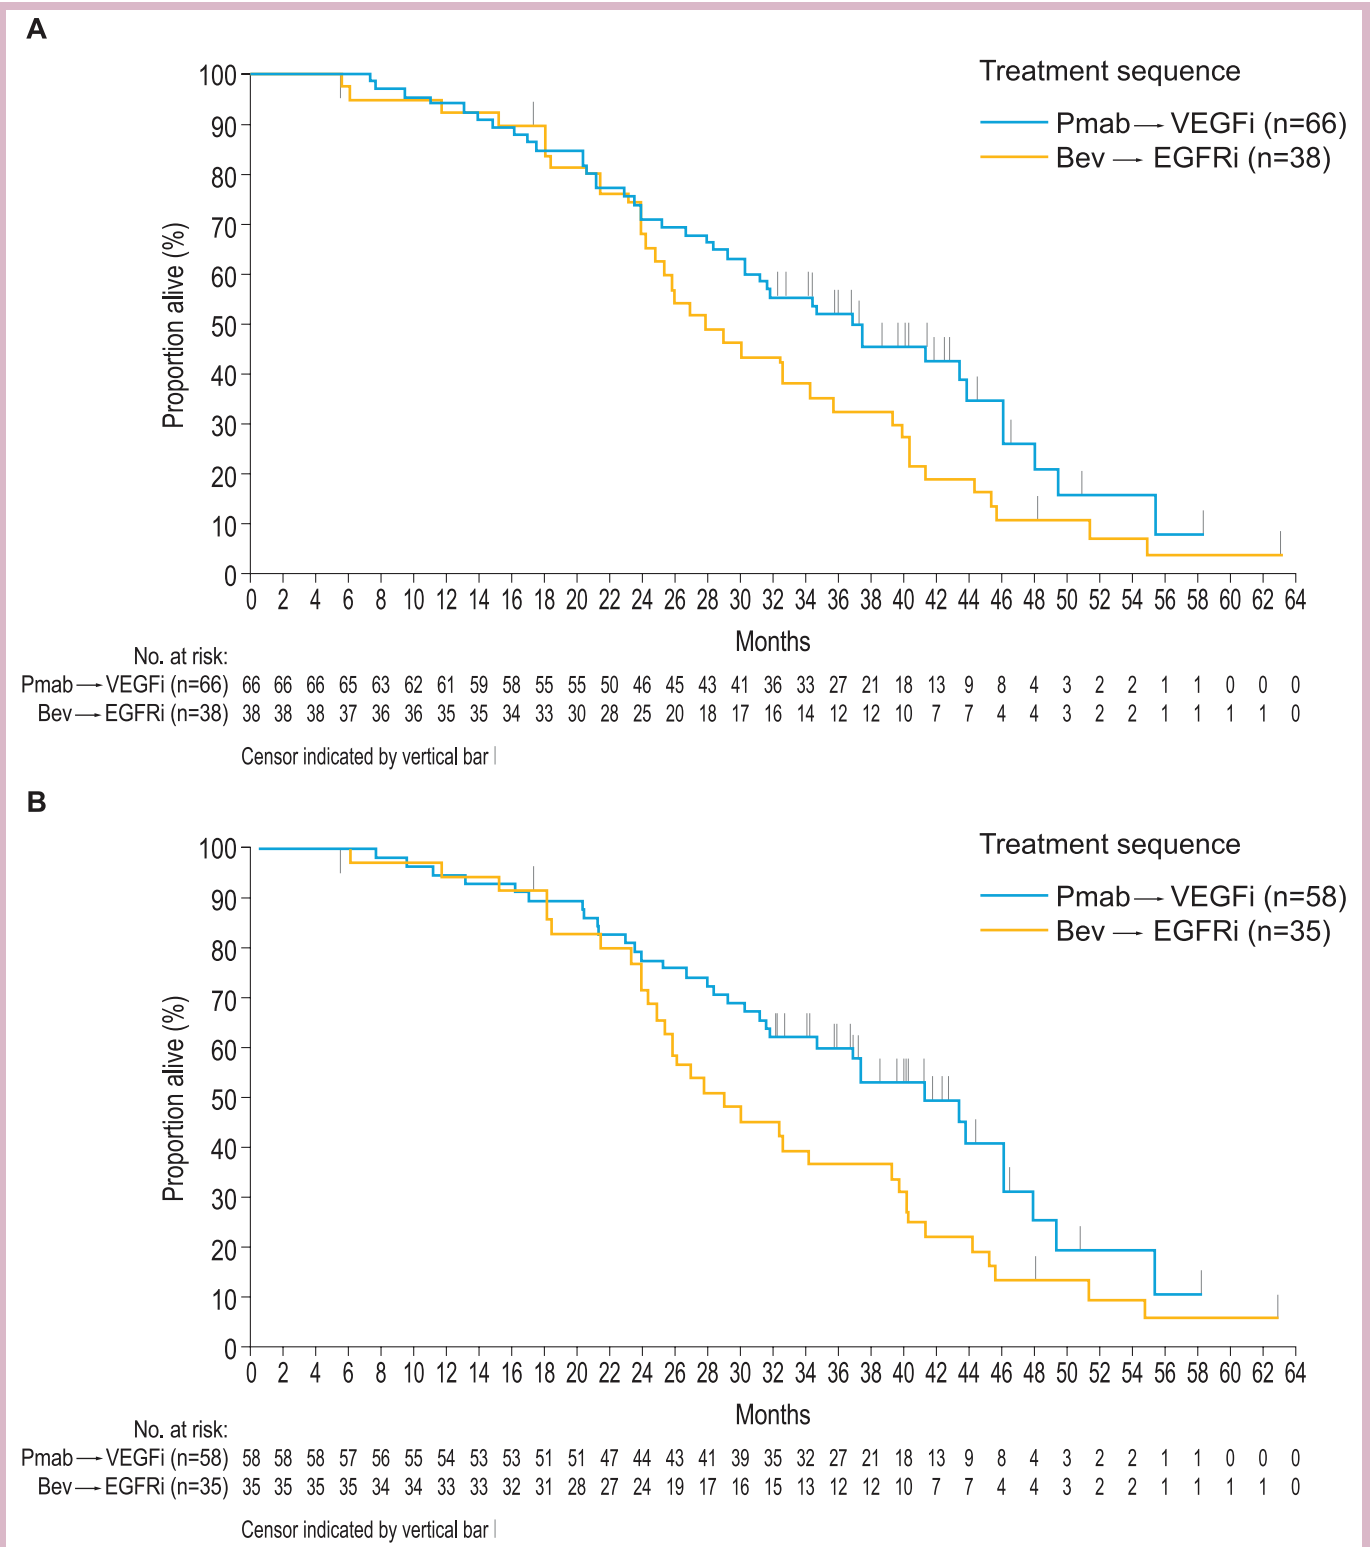 A
Treatment sequence
Pmab → VEGFi (n=66)
Bev → EGFRi (n=38)
Proportion alive (%)
100
90
80
70
60
50
40
30
20
10
0
0 2 4 6 8 10 12 14 16 18 20 22 24 26 28 30 32 34 36 38 40 42 44 46 48 50 52 54 56 58 60 62 64
Months
No. at risk:
Pmab → VEGFi (n=66) 66 66 66 65 63 62 61 59 58 55 55 50 46 45 43 41 36 33 27 21 18 13 9 8 4 3 2 2 1 1 0 0 0
Bev → EGFRi (n=38) 38 38 38 37 36 36 35 35 34 33 30 28 25 20 18 17 16 14 12 12 10 7 7 4 4 3 2 2 1 1 1 1 0
Censor indicated by vertical bar |
B
Treatment sequence
Pmab → VEGFi (n=58)
Bev → EGFRi (n=35)
Proportion alive (%)
100
90
80
70
60
50
40
30
20
10
0
0 2 4 6 8 10 12 14 16 18 20 22 24 26 28 30 32 34 36 38 40 42 44 46 48 50 52 54 56 58 60 62 64
Months
No. at risk:
Pmab → VEGFi (n=58) 58 58 58 57 56 55 54 53 53 51 51 47 44 43 41 39 35 32 27 21 18 13 9 8 4 3 2 2 1 1 0 0 0
Bev → EGFRi (n=35) 35 35 35 35 34 34 33 33 32 31 28 27 24 19 17 16 15 13 12 12 10 7 7 4 4 3 2 2 1 1 1 1 0
Censor indicated by vertical bar |